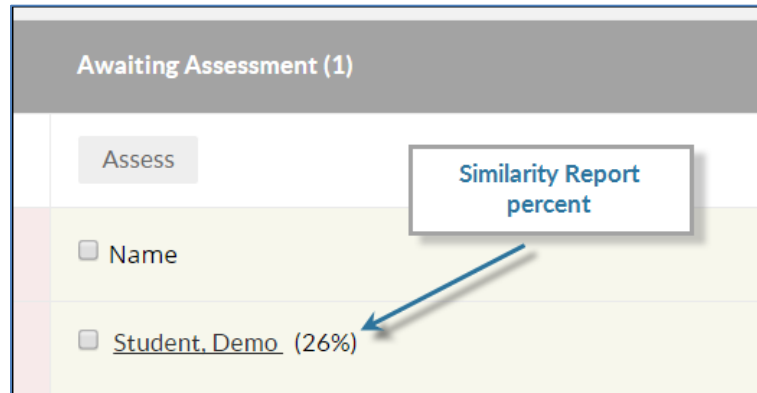 Awaiting Assessment (1)
Assess
Similarity Report
percent
Name
Student, Demo (26%)